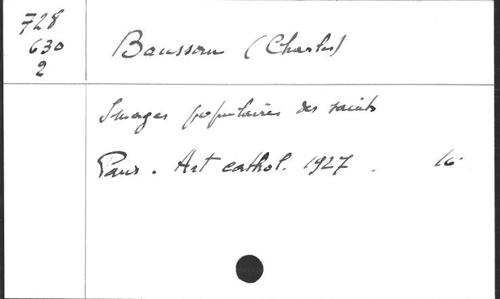 728
630
2
Baussan (Charles)
Images populaires des saints
Paris. Art cathol. 1927. 16°